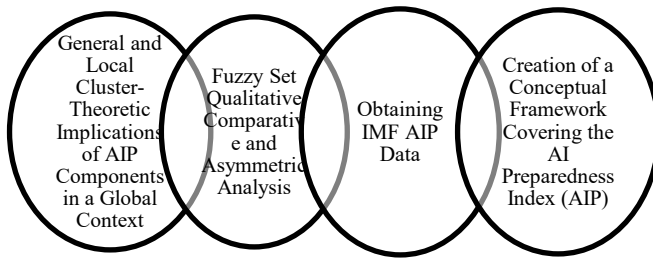 General and
Local
Cluster-
Theoretic
Implications
of AIP
Components
in a Global
Context
Fuzzy Set
Qualitative
Comparativ
e and
Asymmetric
Analysis
Obtaining
IMF AIP
Data
Creation of a
Conceptual
Framework
Covering the
AI
Preparedness
Index (AIP)